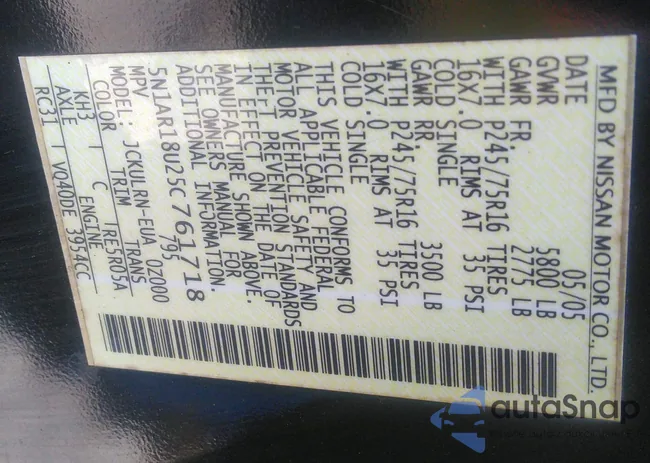 MFD BY NISSAN MOTOR CO., LTD.
DATE 05/05
GVWR 5800 LB
GAWR FR. 2775 LB
WITH P245/75R16 TIRES
16X7.0 RIMS AT 35 PSI
COLD SINGLE
GAWR RR 3500 LB
WITH P245/75R16 TIRES
16X7.0 RIMS AT 35 PSI
COLD SINGLE
THIS VEHICLE CONFORMS TO
ALL APPLICABLE FEDERAL
MOTOR VEHICLE SAFETY AND
THEFT PREVENTION STANDARDS
IN EFFECT ON THE DATE OF
MANUFACTURE SHOWN ABOVE.
SEE OWNERS MANUAL FOR
ADDITIONAL INFORMATION.
5N1AR18U25C761718
MPV /95
MODEL: JCKULRN-EUA 0Z000
COLOR TRIM TRANS
KH3 C RE5R05A
AXLE ENGINE
RC31 VQ40DE 3954CC
autoSnap